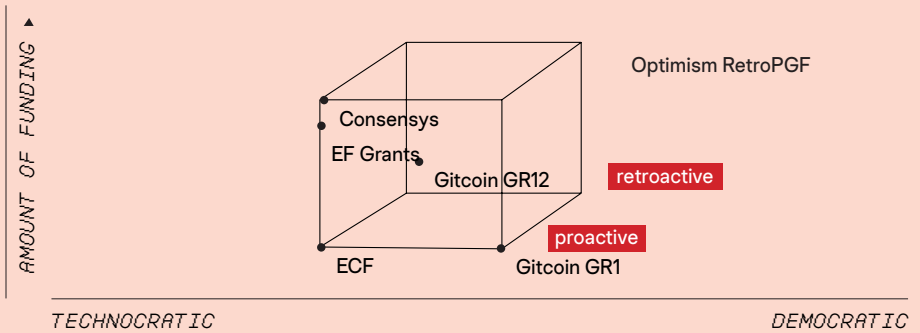 AMOUNT OF FUNDING
Optimism RetroPGF
Consensys
EF Grants
Gitcoin GR12
retroactive
proactive
ECF
Gitcoin GR1
TECHNOCRATIC
DEMOCRATIC